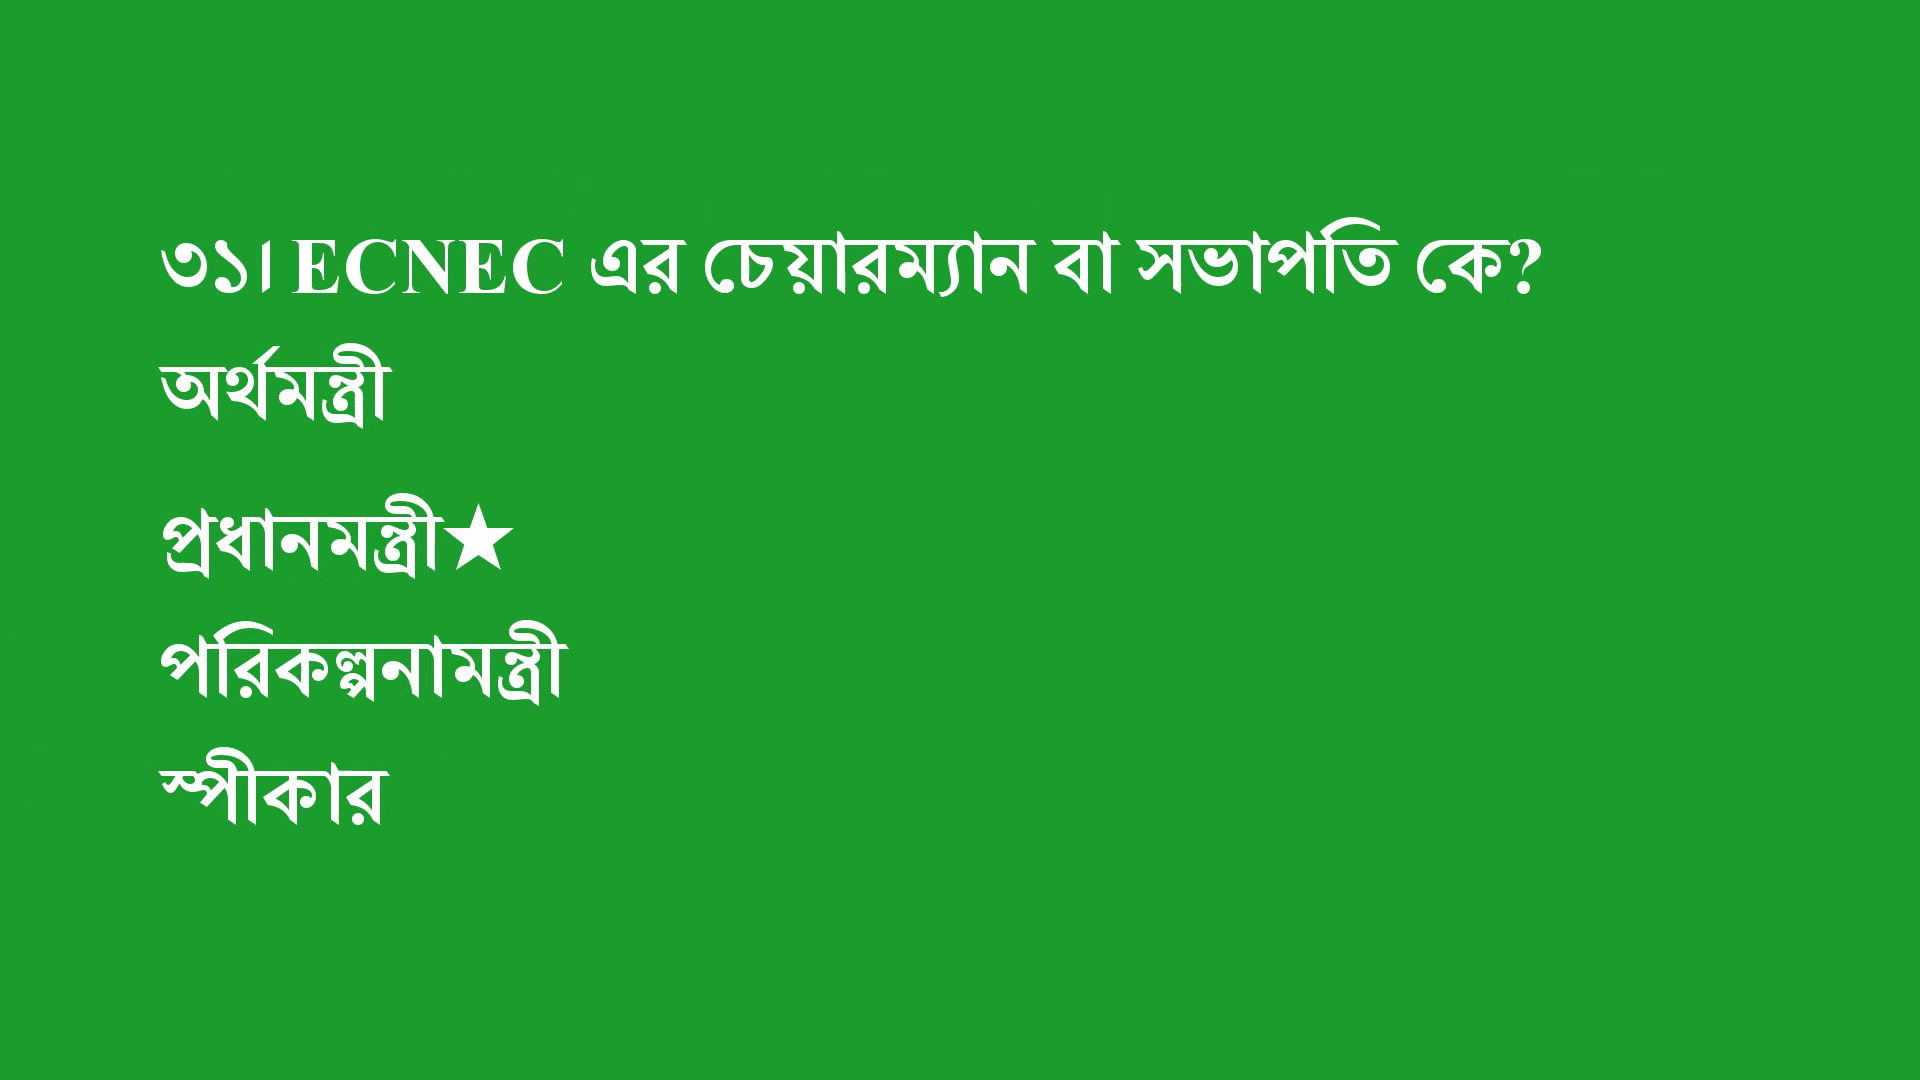 ৩১। ECNEC এর চেয়ারম্যান বা সভাপতি কে?
অর্থমন্ত্রী
প্রধানমন্ত্রী★
পরিকল্পনামন্ত্রী
স্পীকার